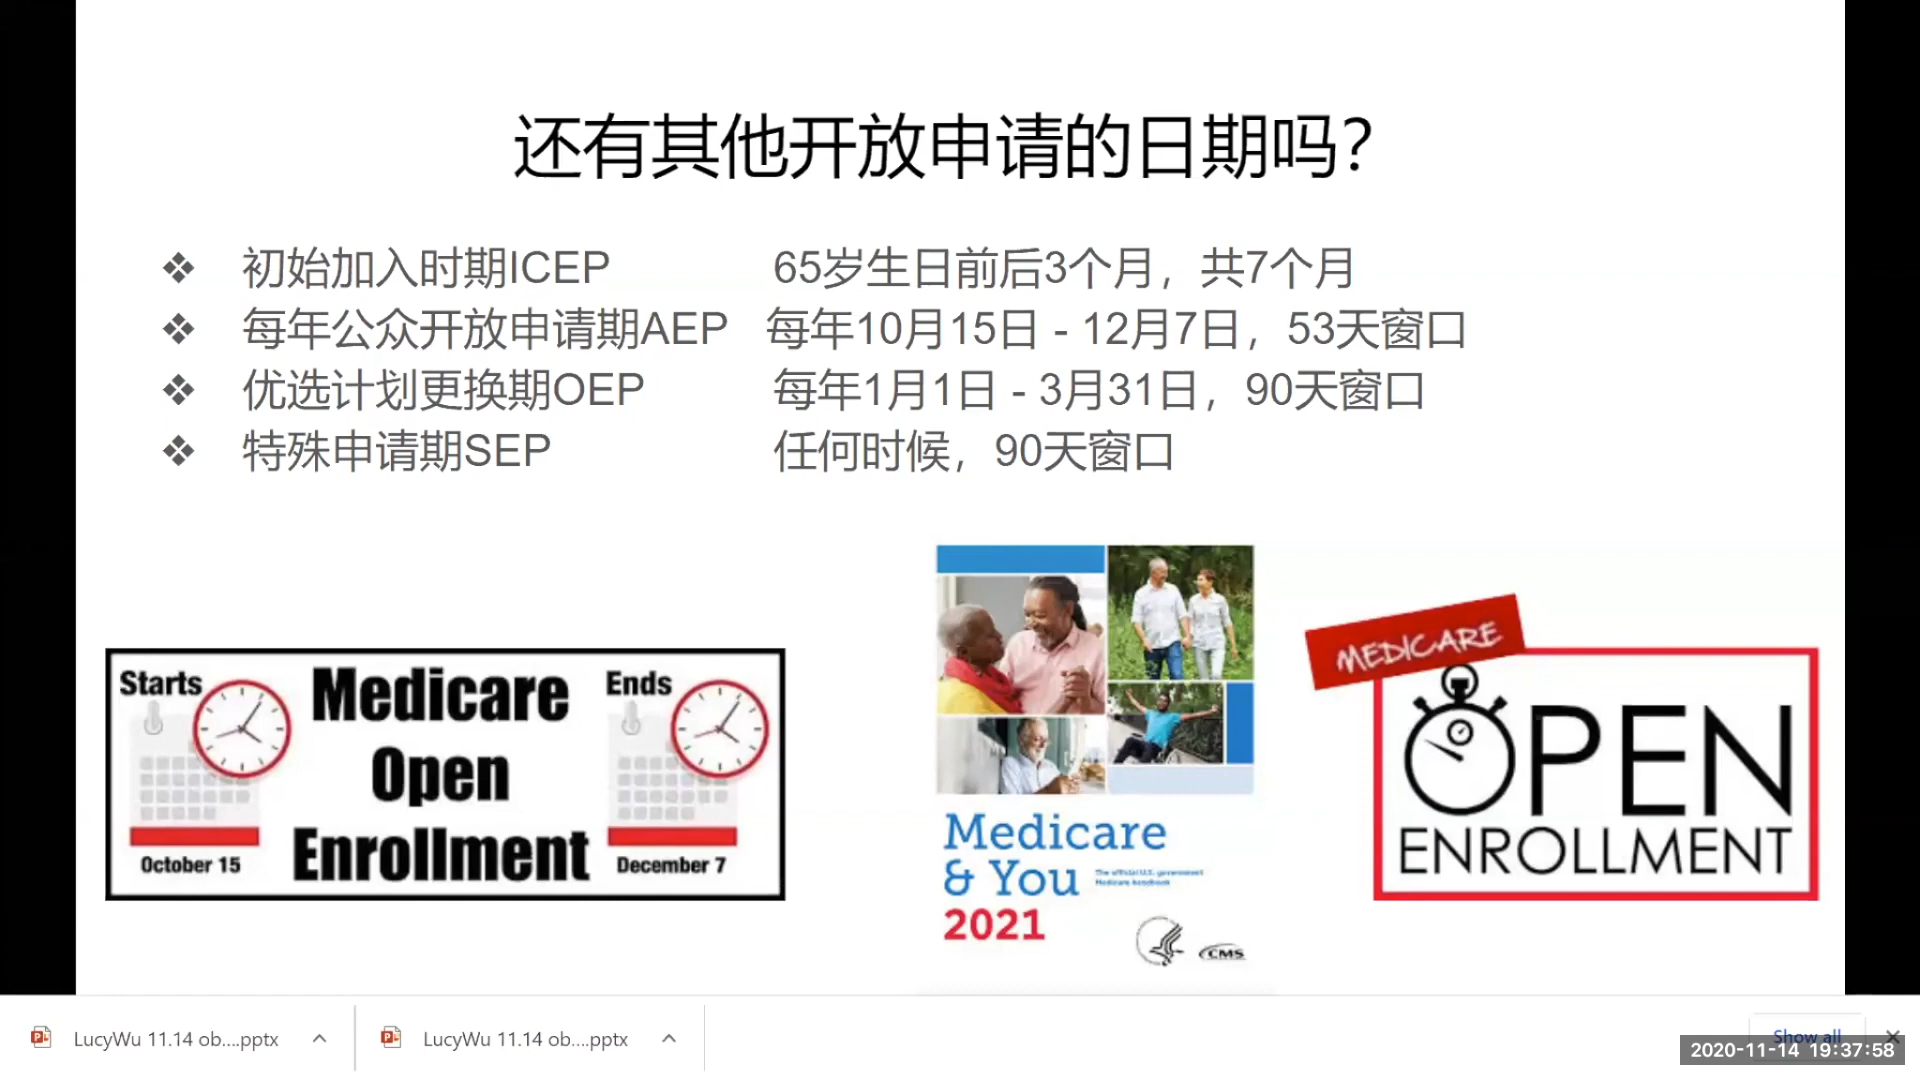 还有其他开放申请的日期吗?
❖ 初始加入时期ICEP 65岁生日前后3个月，共7个月
❖ 每年公众开放申请期AEP 每年10月15日 - 12月7日，53天窗口
❖ 优选计划更换期OEP 每年1月1日 - 3月31日，90天窗口
❖ 特殊申请期SEP 任何时候，90天窗口
Starts
Medicare
Open
Enrollment
October 15
Ends
December 7
Medicare
& You
The official U.S. government
Medicare handbook
2021
CMS
MEDICARE
OPEN
ENROLLMENT
LucyWu 11.14 ob....pptx
LucyWu 11.14 ob....pptx
Show all
2020-11-14 19:37:58